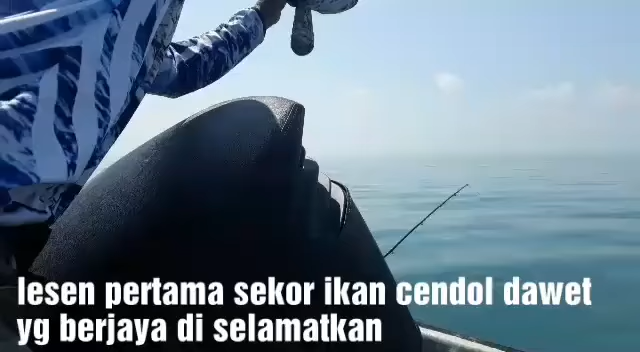 lesen pertama sekor ikan cendol dawet
yg berjaya di selamatkan